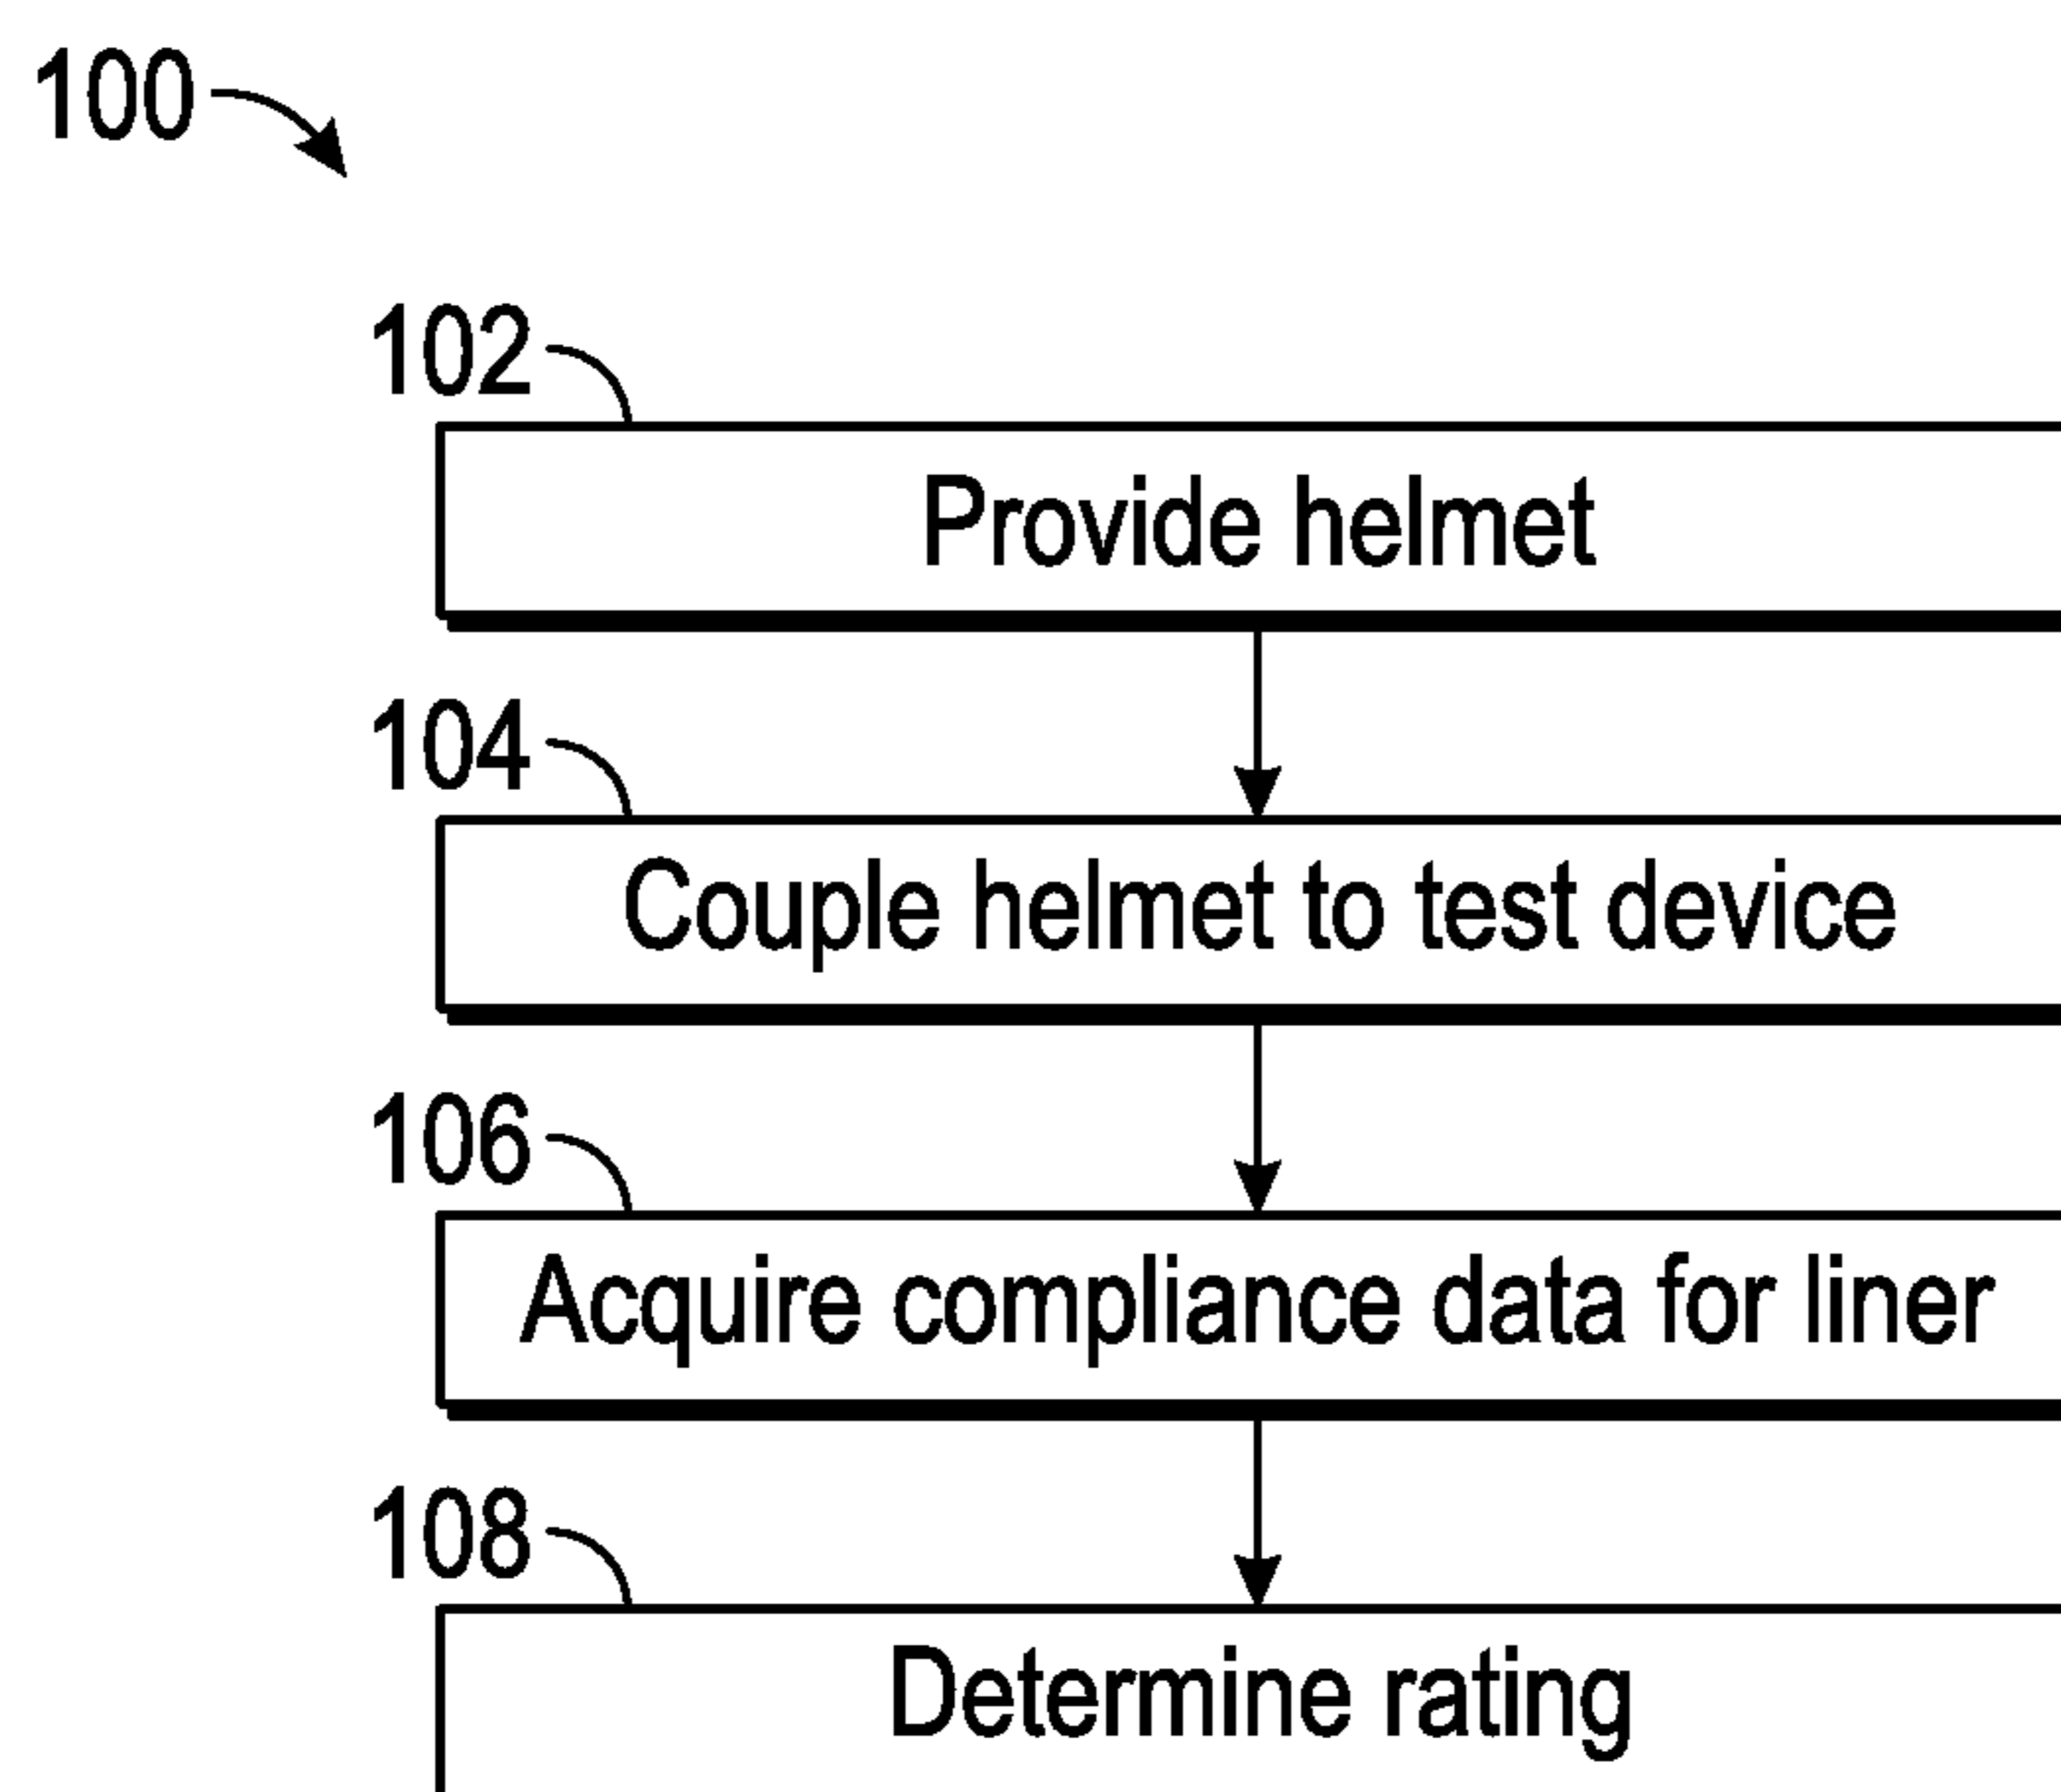 100
102
Provide helmet
104
Couple helmet to test device
106
Acquire compliance data for liner
108
Determine rating